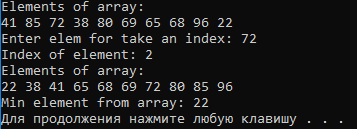 Elements of array:
41 85 72 38 80 69 65 68 96 22
Enter elem for take an index: 72
Index of element: 2
Elements of array:
22 38 41 65 68 69 72 80 85 96
Min element from array: 22
Для продолжения нажмите любую клавишу . . .